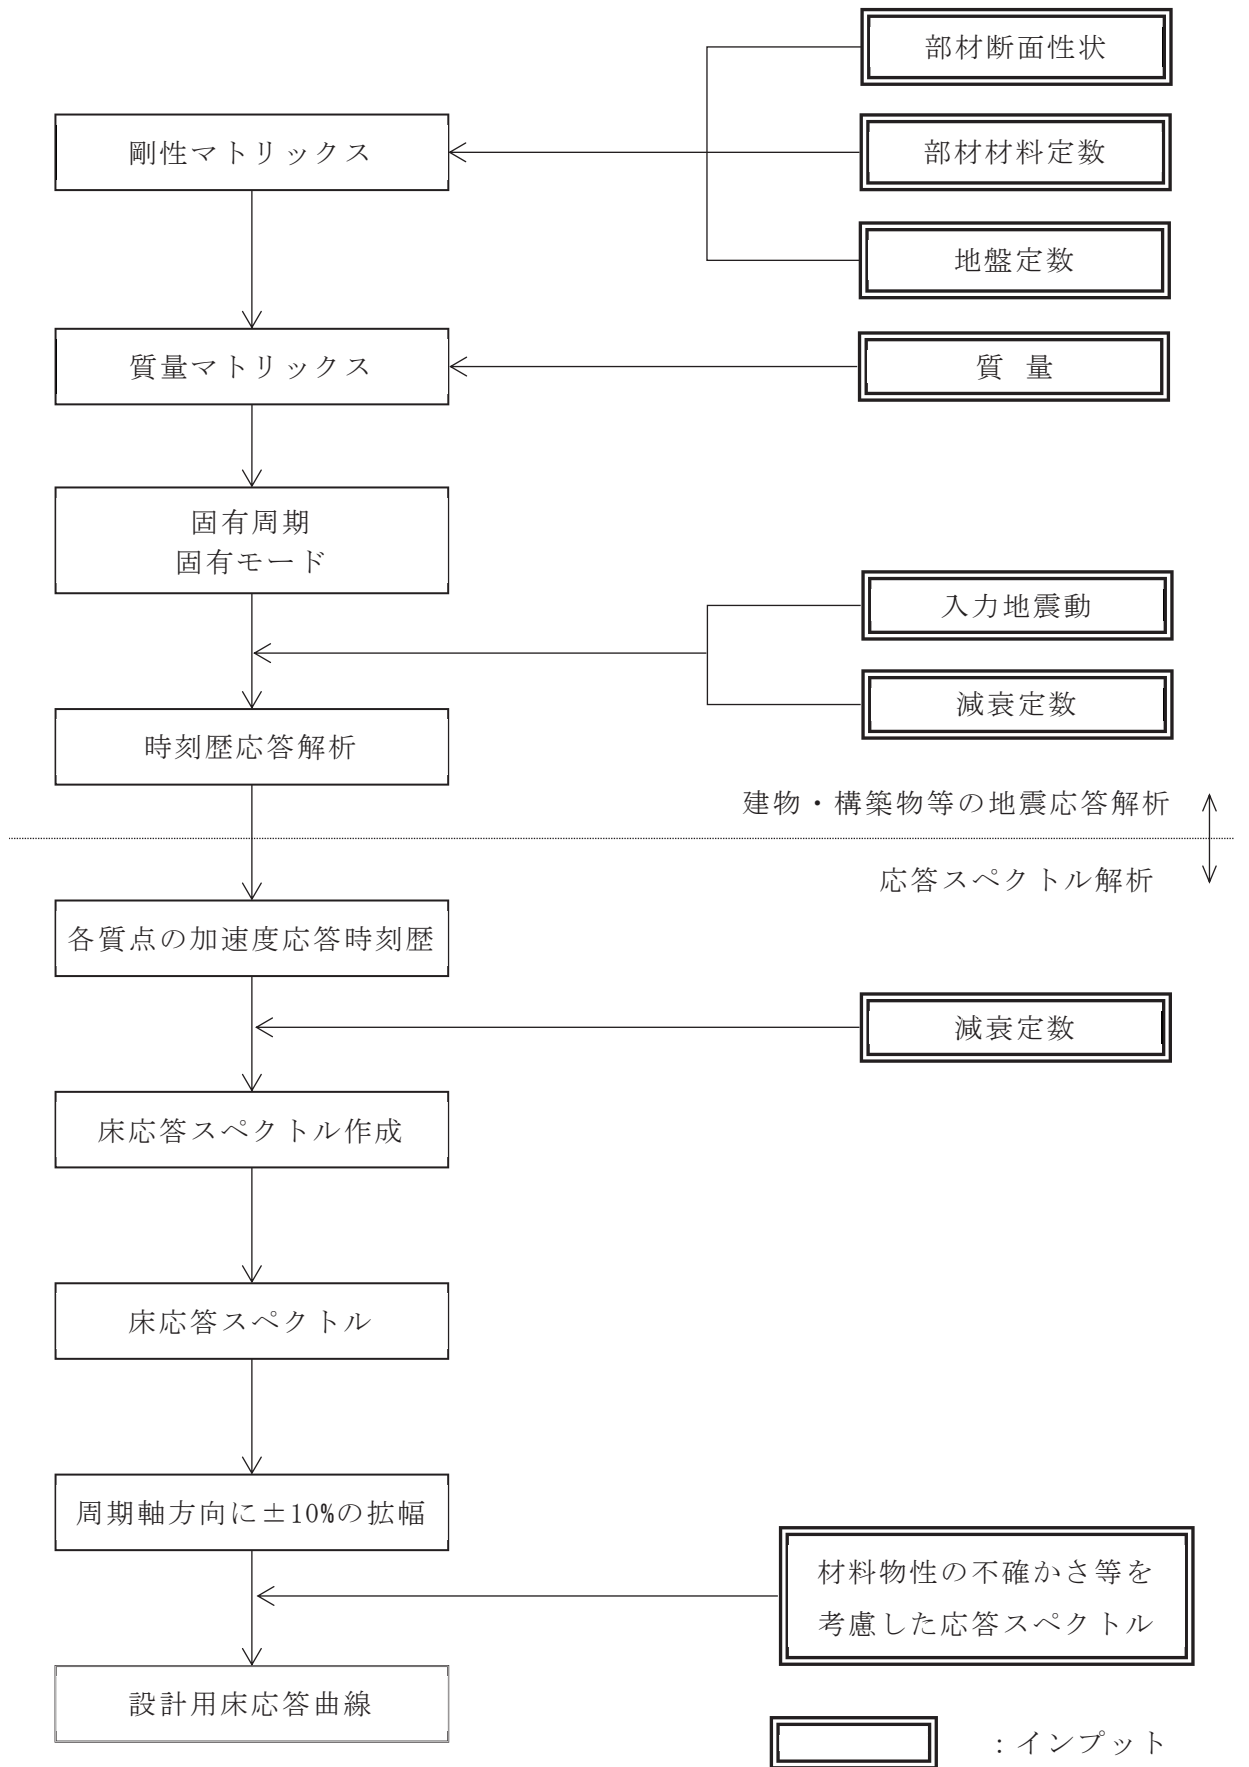 部材断面性状
剛性マトリックス
部材材料定数
地盤定数
質量マトリックス
質 量
固有周期
固有モード
入力地震動
減衰定数
時刻歴応答解析
建物・構築物等の地震応答解析
応答スペクトル解析
各質点の加速度応答時刻歴
減衰定数
床応答スペクトル作成
床応答スペクトル
周期軸方向に±10%の拡幅
材料物性の不確かさ等を
考慮した応答スペクトル
設計用床応答曲線
：インプット